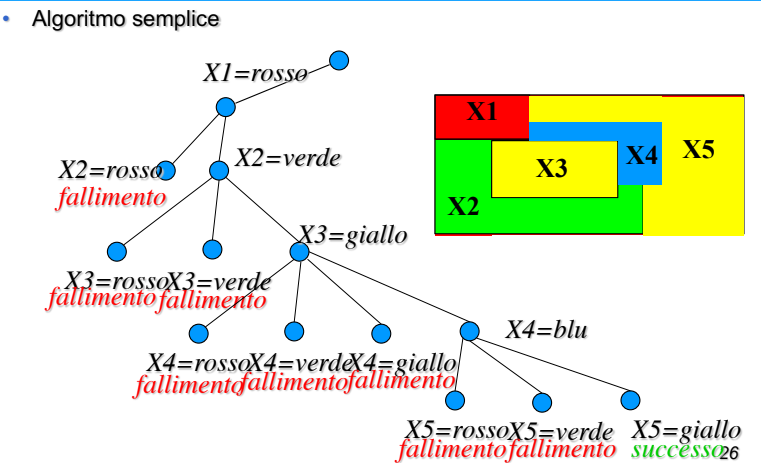 • Algoritmo semplice
X1=rosso
X1
X2=rosso
fallimento
X2=verde
X3
X4
X5
X2
X3=giallo
X3=rosso X3=verde
fallimento fallimento
X4=blu
X4=rosso X4=verde X4=giallo
fallimento fallimento fallimento
X5=rosso X5=verde X5=giallo
fallimento fallimento successo 26